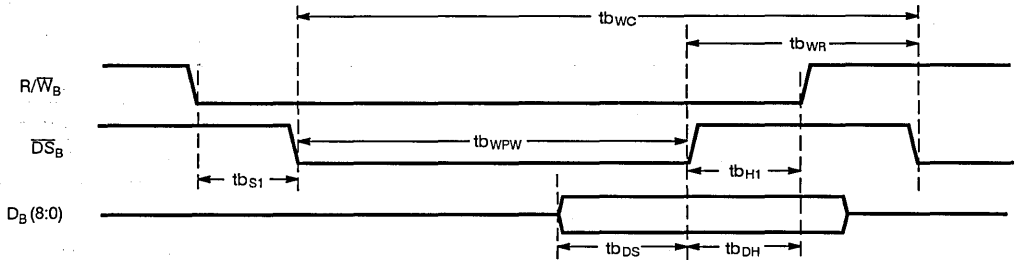 tbWC
tbWR
R/W̅B
D̅S̅B
tbWPW
tbS1
tbH1
DB (8:0)
tbDS
tbDH